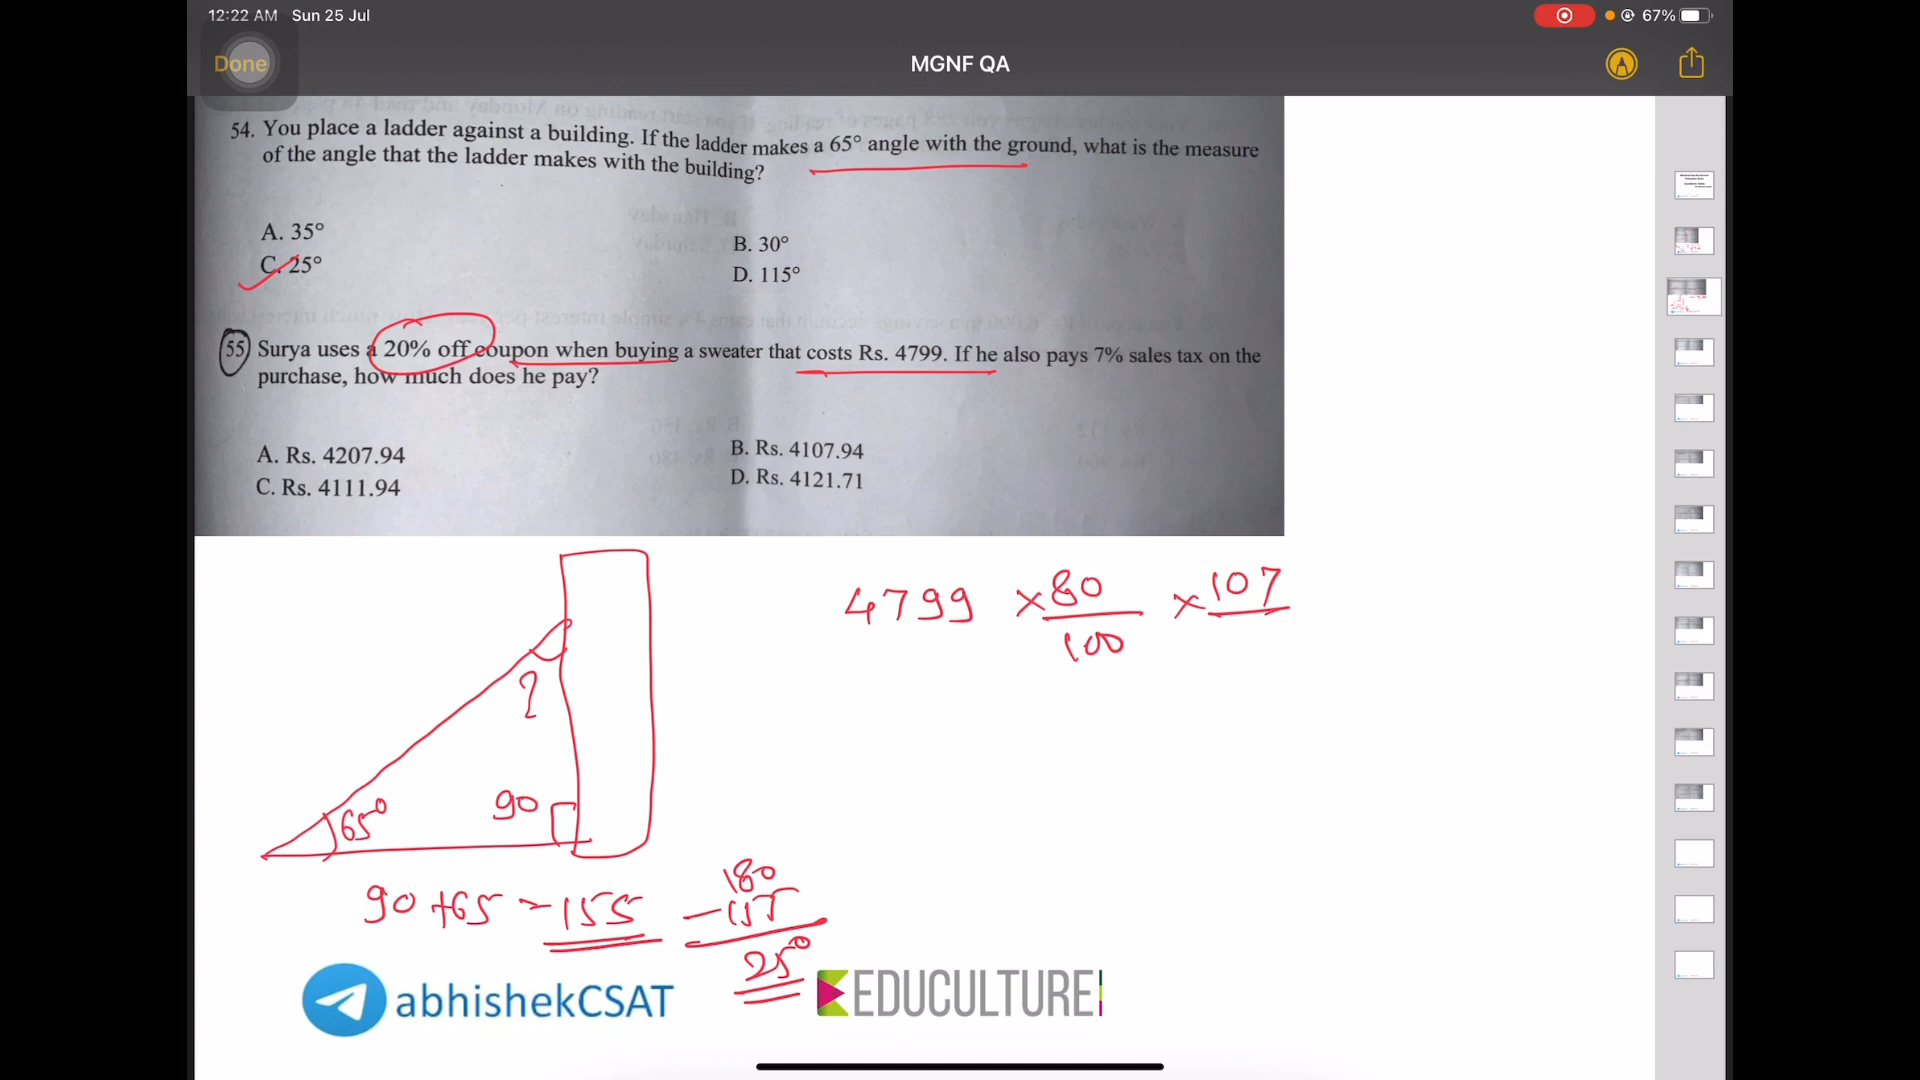 12:22 AM Sun 25 Jul
67%
Done
MGNF QA
54. You place a ladder against a building. If the ladder makes a 65° angle with the ground, what is the measure
of the angle that the ladder makes with the building?
A. 35°
B. 30°
C. 25°
D. 115°
55 Surya uses a 20% off coupon when buying a sweater that costs Rs. 4799. If he also pays 7% sales tax on the
purchase, how much does he pay?
A. Rs. 4207.94
B. Rs. 4107.94
C. Rs. 4111.94
D. Rs. 4121.71
4799 × 80 × 107
100
?
65°
90
180
90 + 65 = 155 - 155
25°
abhishekCSAT
EDUCULTURE